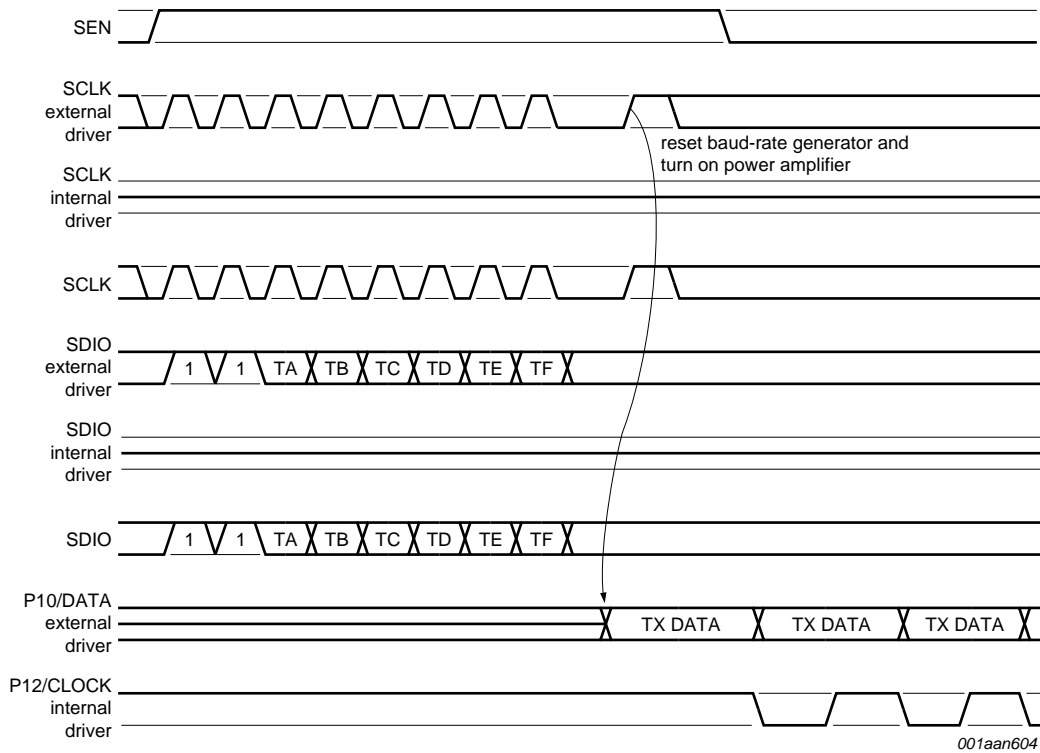 SEN
SCLK
external
driver
reset baud-rate generator and
turn on power amplifier
SCLK
internal
driver
SCLK
SDIO
external
driver
1 1 TA TB TC TD TE TF
SDIO
internal
driver
SDIO
1 1 TA TB TC TD TE TF
P10/DATA
external
driver
TX DATA TX DATA TX DATA
P12/CLOCK
internal
driver
001aan604